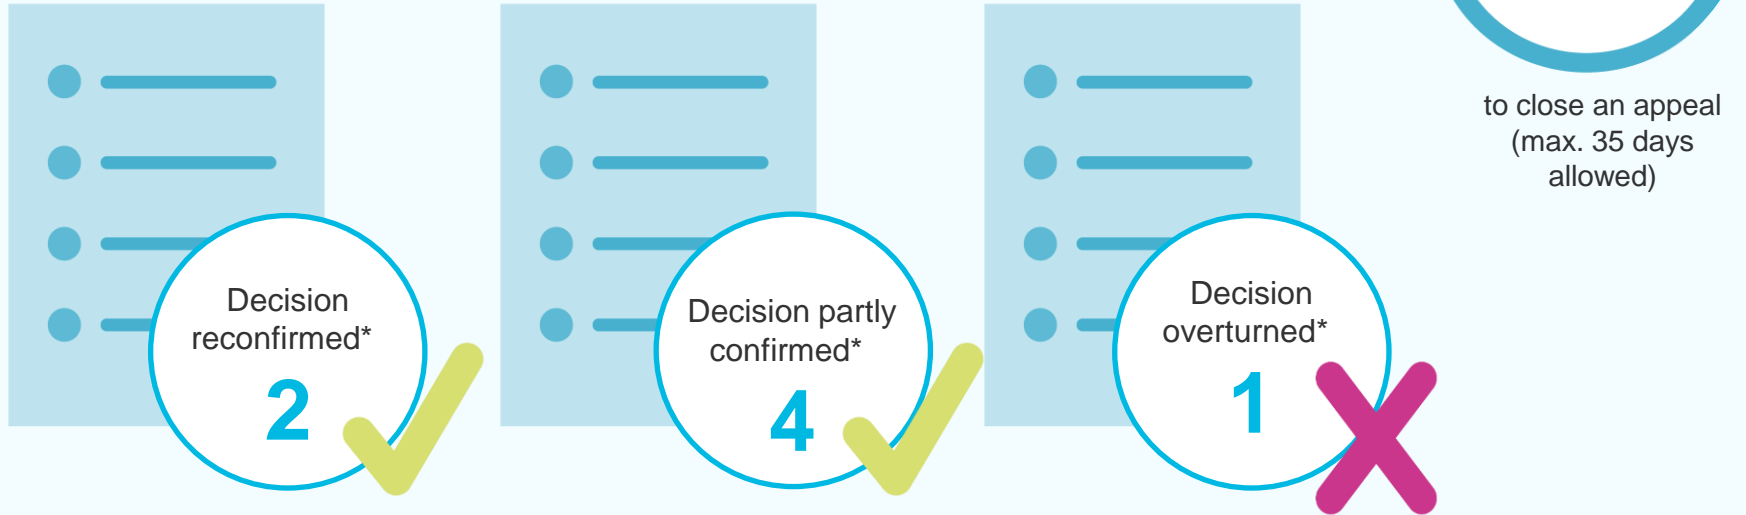 Decision
reconfirmed*
2
Decision partly
confirmed*
4
Decision
overturned*
1
to close an appeal
(max. 35 days
allowed)